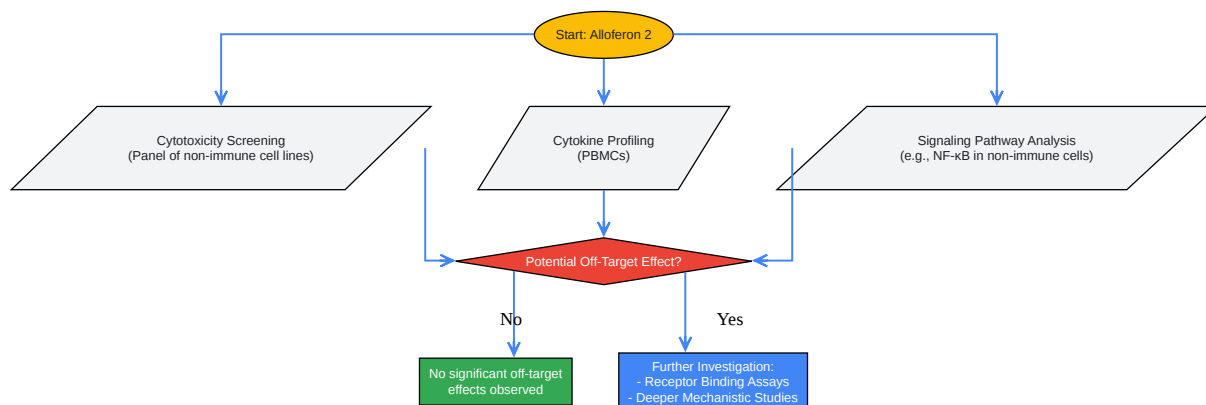 Start: Alloferon 2
Cytotoxicity Screening
(Panel of non-immune cell lines)
Cytokine Profiling
(PBMCs)
Signaling Pathway Analysis
(e.g., NF-κB in non-immune cells)
Potential Off-Target Effect?
No
Yes
No significant off-target
effects observed
Further Investigation:
- Receptor Binding Assays
- Deeper Mechanistic Studies